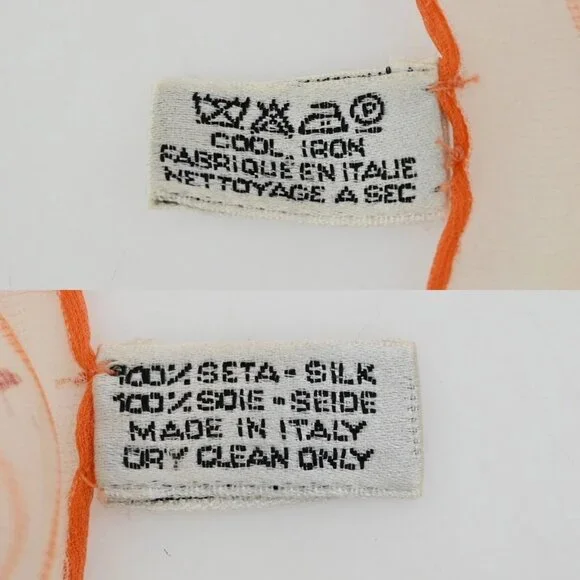 P
COOL IRON
FABRIQUE EN ITALIE
NETTOYAGE A SEC
100% SETA - SILK
100% SOIE - SEIDE
MADE IN ITALY
DRY CLEAN ONLY